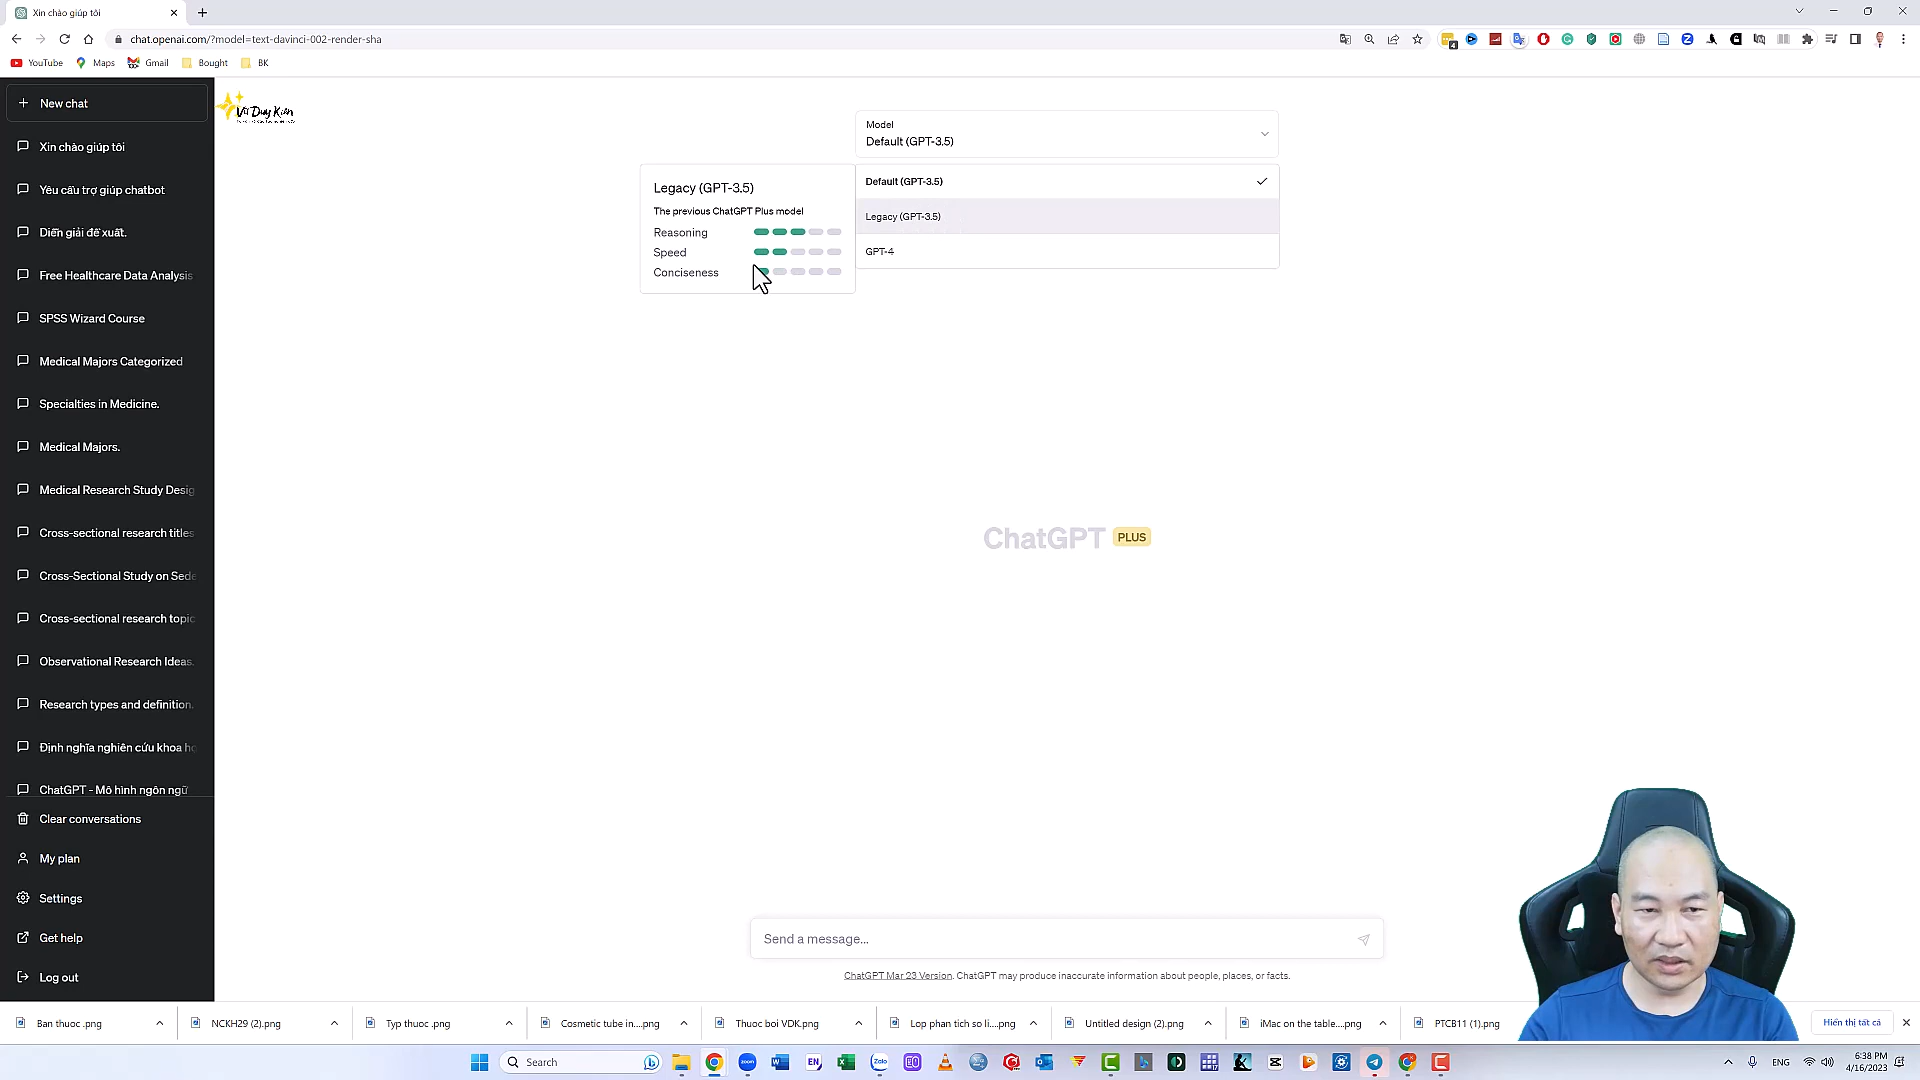 Xin chào giúp tôi
chat.openai.com/?model=text-davinci-002-render-sha
4
YouTube
Maps
Gmail
Bought
BK
New chat
Xin chào giúp tôi
Yêu cầu trợ giúp chatbot
Diễn giải đề xuất.
Free Healthcare Data Analysis
SPSS Wizard Course
Medical Majors Categorized
Specialties in Medicine.
Medical Majors.
Medical Research Study Desig
Cross-sectional research titles
Cross-Sectional Study on Sede
Cross-sectional research topic
Observational Research Ideas.
Research types and definition.
Định nghĩa nghiên cứu khoa họ
ChatGPT - Mô hình ngôn ngữ
Clear conversations
My plan
Settings
Get help
Log out
Vũ Duy Kiên
Model
Default (GPT-3.5)
Default (GPT-3.5)
Legacy (GPT-3.5)
GPT-4
Legacy (GPT-3.5)
The previous ChatGPT Plus model
Reasoning
Speed
Conciseness
ChatGPT PLUS
Send a message...
ChatGPT Mar 23 Version. ChatGPT may produce inaccurate information about people, places, or facts.
Ban thuoc .png
NCKH29 (2).png
Typ thuoc .png
Cosmetic tube in....png
Thuoc boi VDK.png
Lop phan tich so li....png
Untitled design (2).png
iMac on the table....png
PTCB11 (1).png
Hiển thị tất cả
Search
EN
Zalo
ENG
6:38 PM
4/16/2023